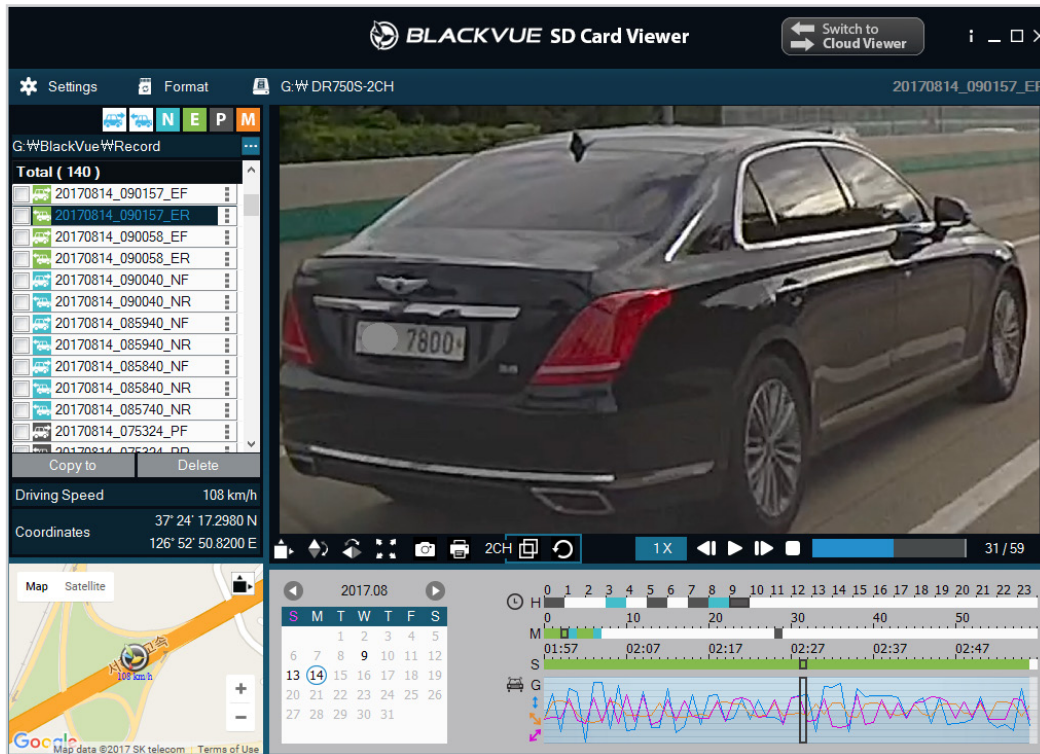 BLACKVUE SD Card Viewer
Switch to
Cloud Viewer
Settings
Format
G:₩ DR750S-2CH
20170814_090157_ER
N E P M
G:₩BlackVue₩Record
Total ( 140 )
20170814_090157_EF
20170814_090157_ER
20170814_090058_EF
20170814_090058_ER
20170814_090040_NF
20170814_090040_NR
20170814_085940_NF
20170814_085940_NR
20170814_085840_NF
20170814_085840_NR
20170814_085740_NR
20170814_075324_PF
20170814_075324_PR
Copy to Delete
Driving Speed 108 km/h
Coordinates
37° 24' 17.2980 N
126° 52' 50.8200 E
7800
2CH
1X
31 / 59
Map Satellite
고속
108 km/h
+
−
Google
Map data ©2017 SK telecom
Terms of Use
2017.08
S M T W T F S
1 2 3 4 5
6 7 8 9 10 11 12
13 14 15 16 17 18 19
20 21 22 23 24 25 26
27 28 29 30 31
H 0 1 2 3 4 5 6 7 8 9 10 11 12 13 14 15 16 17 18 19 20 21 22 23
M 0 10 20 30 40 50
01:57 02:07 02:17 02:27 02:37 02:47
S
G